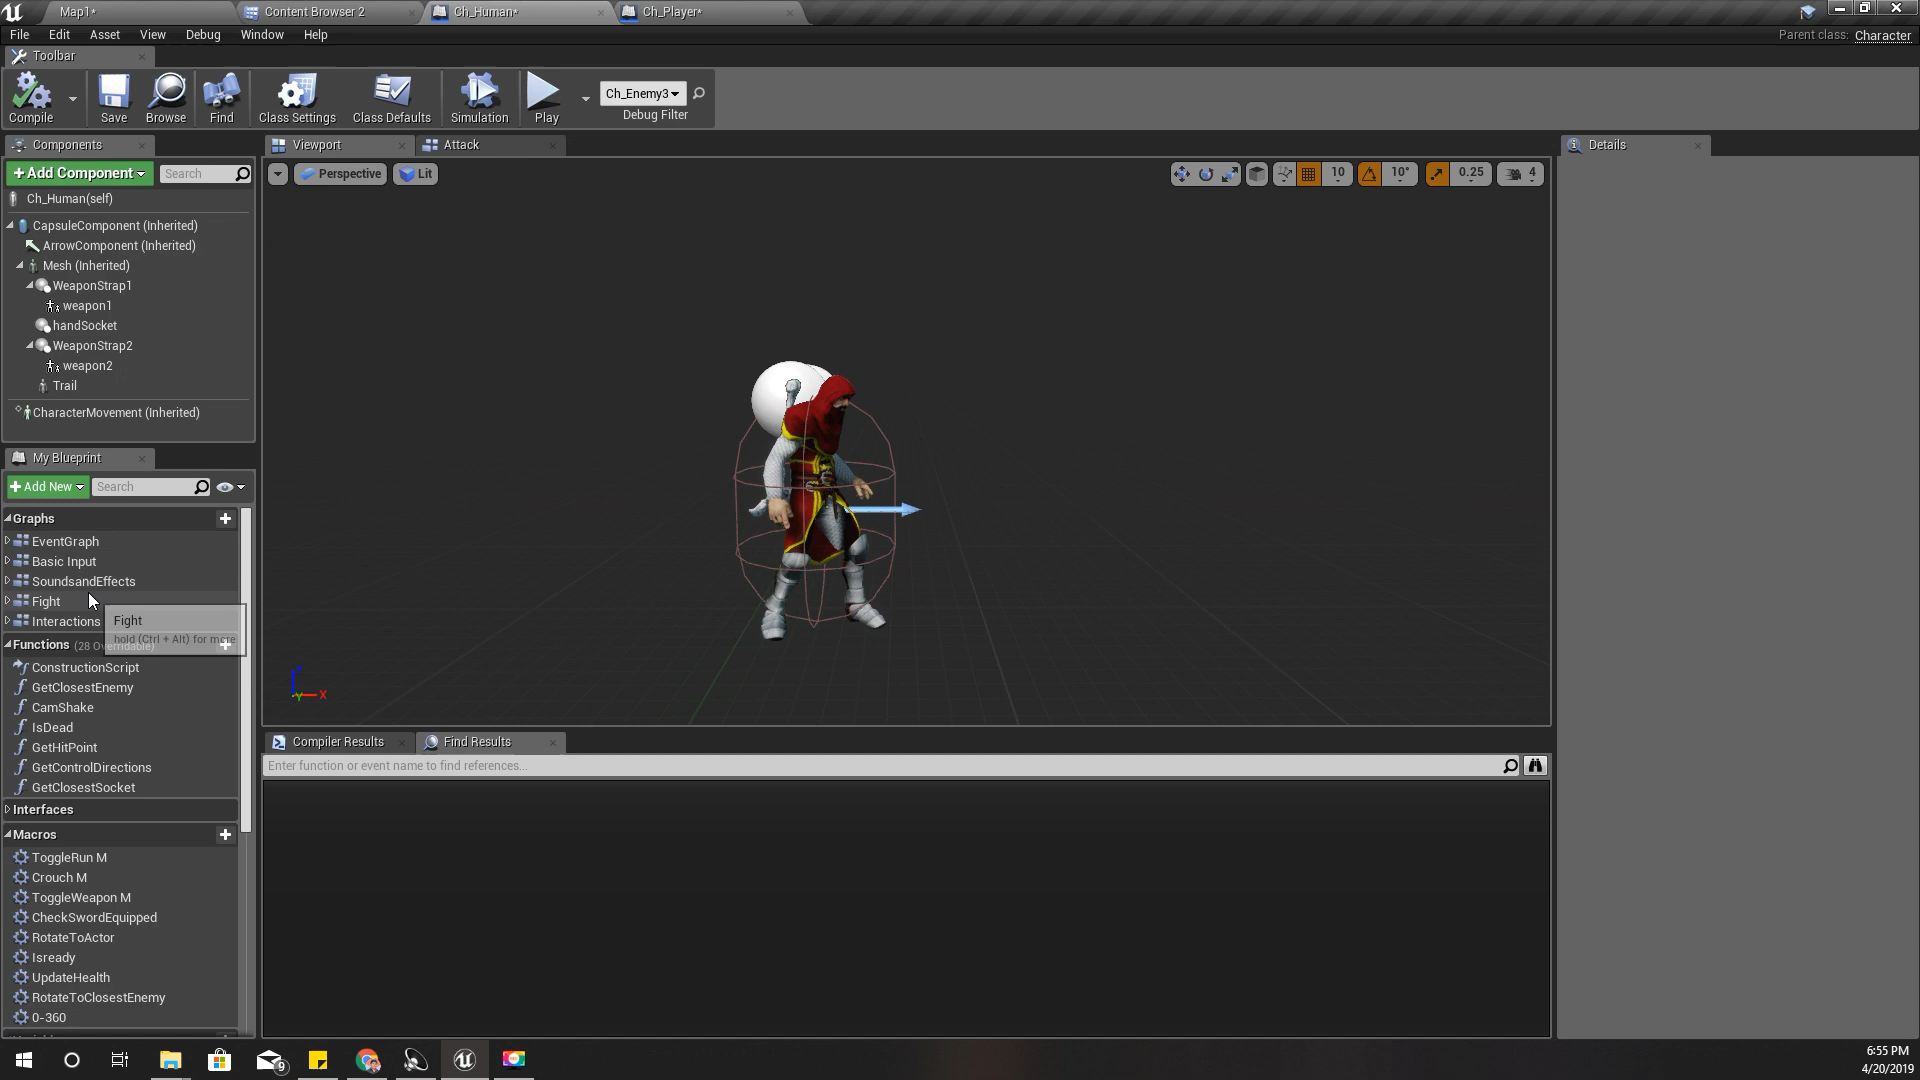 Map1*
Content Browser 2
Ch_Human*
Ch_Player*
File Edit Asset View Debug Window Help
Parent class: Character
Toolbar
Compile
Save
Browse
Find
Class Settings
Class Defaults
Simulation
Play
Ch_Enemy3
Debug Filter
Components
+ Add Component
Search
Ch_Human(self)
CapsuleComponent (Inherited)
ArrowComponent (Inherited)
Mesh (Inherited)
WeaponStrap1
weapon1
handSocket
WeaponStrap2
weapon2
Trail
CharacterMovement (Inherited)
My Blueprint
+ Add New
Search
Graphs
EventGraph
Basic Input
SoundsandEffects
Fight
Interactions
Fight
hold (Ctrl + Alt) for more
Functions
ConstructionScript
GetClosestEnemy
CamShake
IsDead
GetHitPoint
GetControlDirections
GetClosestSocket
Interfaces
Macros
ToggleRun M
Crouch M
ToggleWeapon M
CheckSwordEquipped
RotateToActor
Isready
UpdateHealth
RotateToClosestEnemy
0-360
Viewport
Attack
Perspective
Lit
10
10°
0.25
4
Z
X
Y
Compiler Results
Find Results
Enter function or event name to find references...
Details
9
6:55 PM
4/20/2019